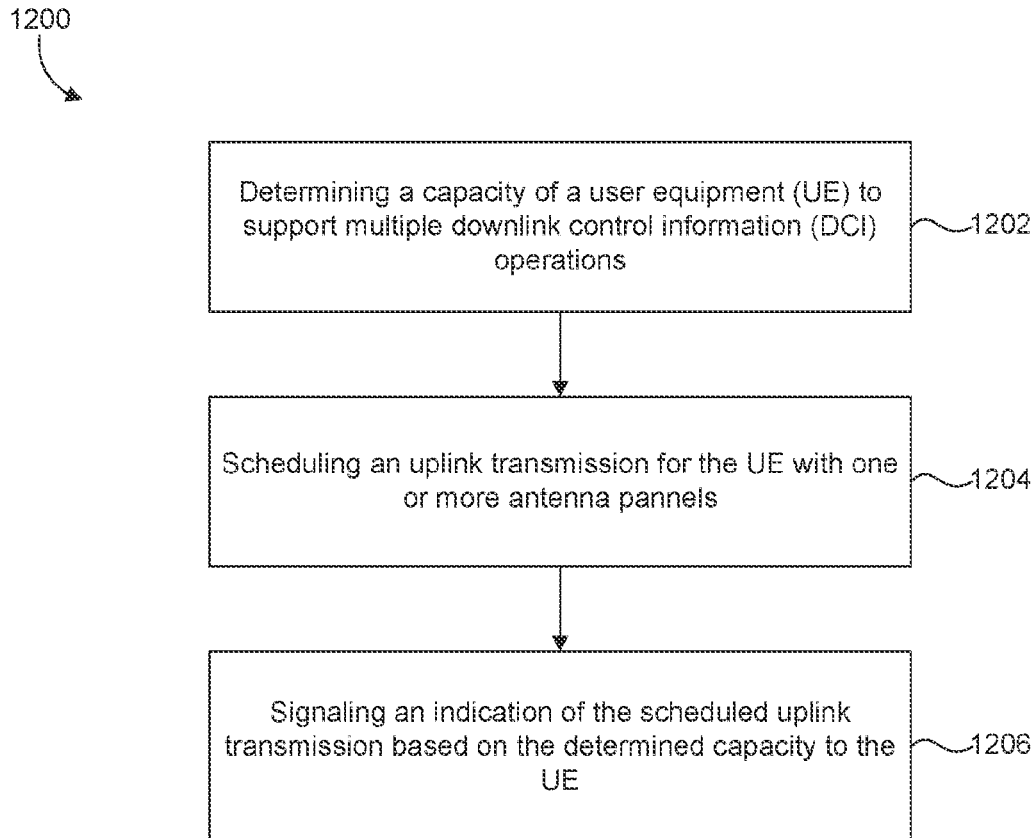 1200
Determining a capacity of a user equipment (UE) to
support multiple downlink control information (DCI)
operations
1202
Scheduling an uplink transmission for the UE with one
or more antenna pannels
1204
Signaling an indication of the scheduled uplink
transmission based on the determined capacity to the
UE
1206